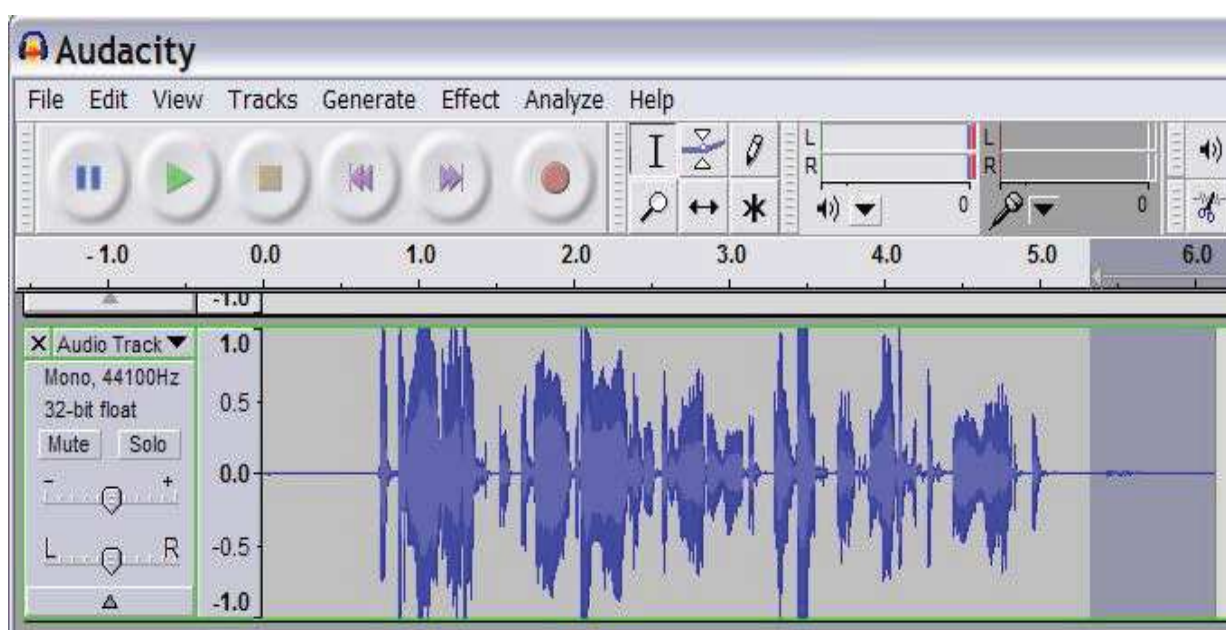 Audacity
File Edit View Tracks Generate Effect Analyze Help
L L
R R
0 0
- 1.0 0.0 1.0 2.0 3.0 4.0 5.0 6.0
-1.0
X Audio Track 1.0
Mono, 44100Hz
32-bit float 0.5
Mute Solo
0.0
- +
L R -0.5
-1.0